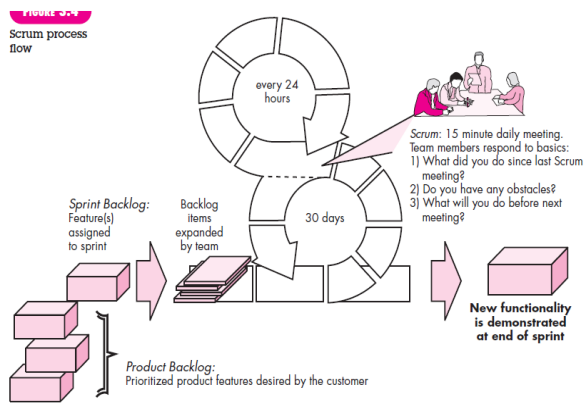 FIGURE 3.4
Scrum process
flow
every 24
hours
Scrum: 15 minute daily meeting.
Team members respond to basics:
1) What did you do since last Scrum
meeting?
2) Do you have any obstacles?
3) What will you do before next
meeting?
Sprint Backlog:
Feature(s)
assigned
to sprint
Backlog
items
expanded
by team
30 days
New functionality
is demonstrated
at end of sprint
Product Backlog:
Prioritized product features desired by the customer